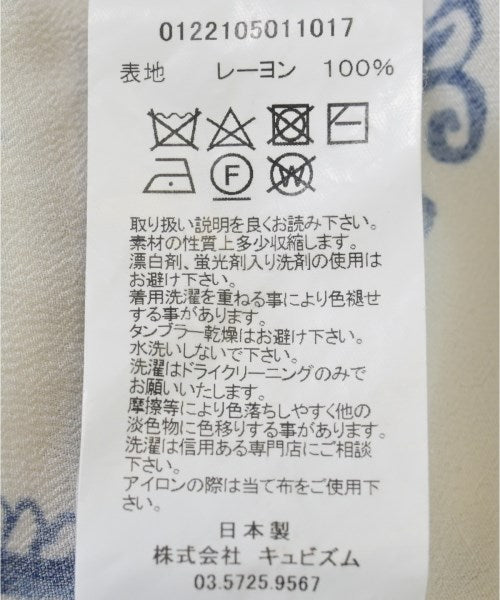 0122105011017
表地　レーヨン　100%
F W
取り扱い説明を良くお読み下さい。
素材の性質上多少収縮します。
漂白剤、蛍光剤入り洗剤の使用は
お避け下さい。
着用洗濯を重ねる事により色褪せ
する事があります。
タンブラー乾燥はお避け下さい。
水洗いしないで下さい。
洗濯はドライクリーニングのみで
お願いいたします。
摩擦等により色落ちしやすく他の
淡色物に色移りする事があります。
洗濯は信用ある専門店にご相談
下さい。
アイロンの際は当て布をご使用下
さい。
日本製
株式会社 キュビズム
03.5725.9567